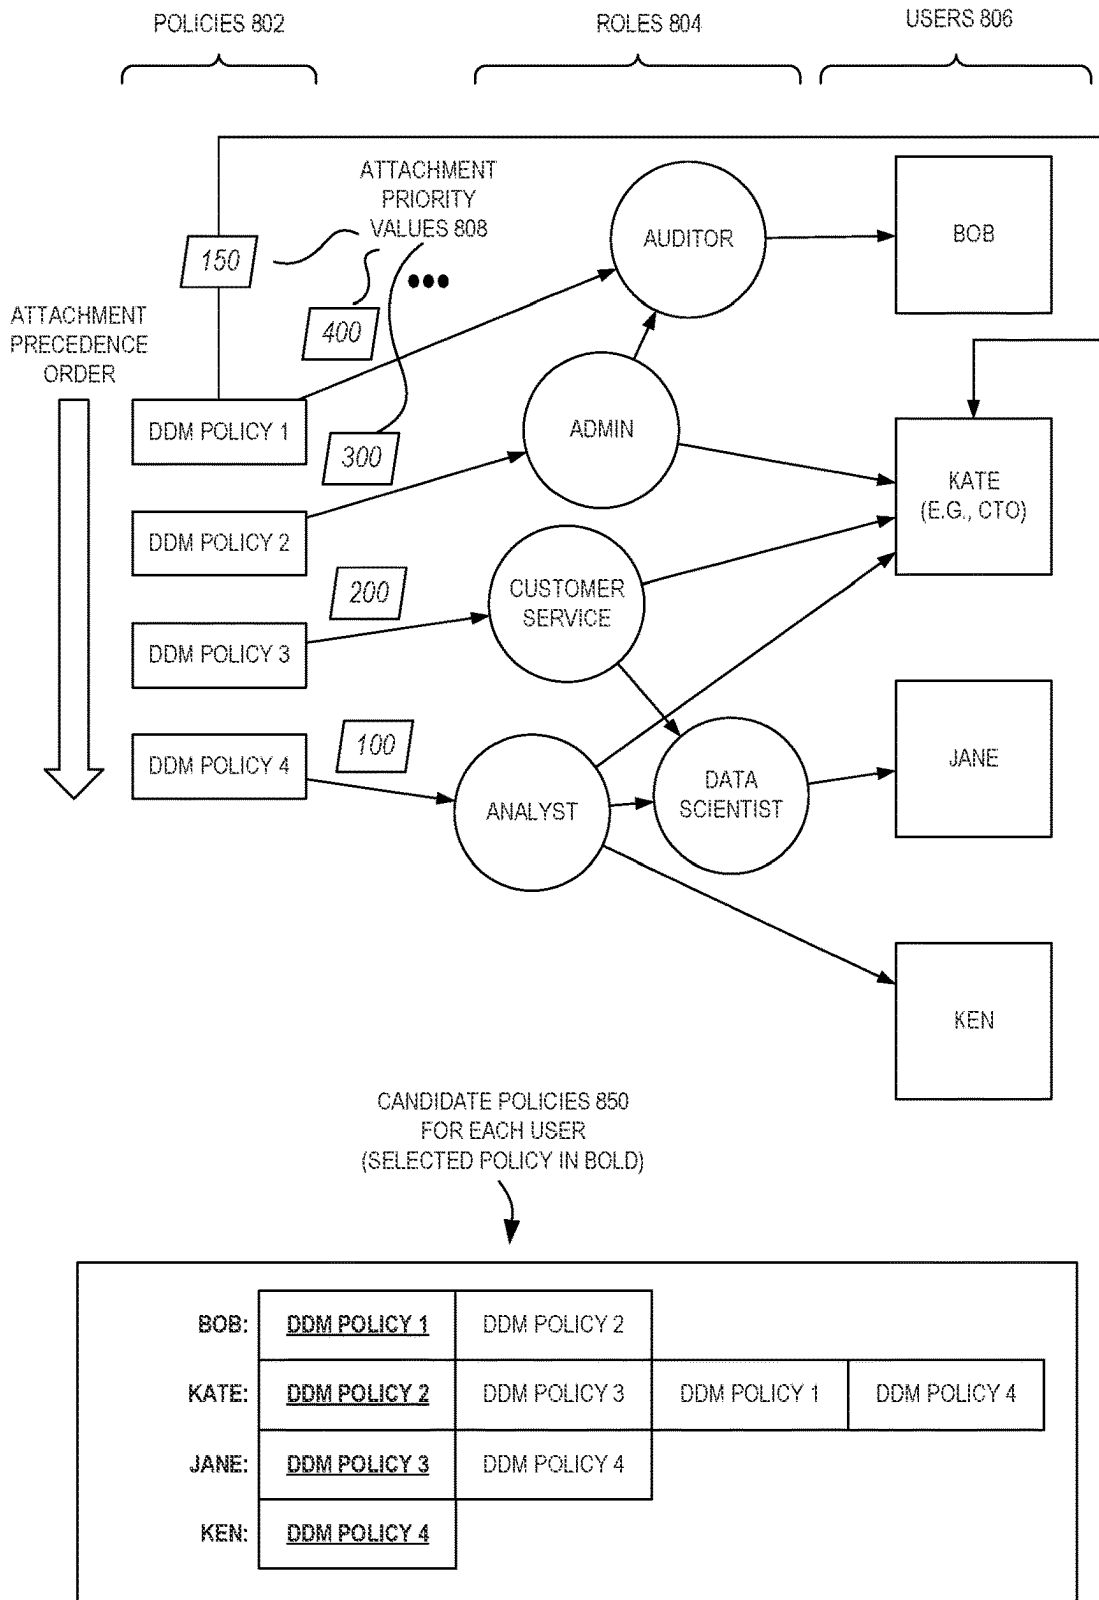 POLICIES 802
ROLES 804
USERS 806
ATTACHMENT
PRIORITY
VALUES 808
150
400
300
200
100
ATTACHMENT
PRECEDENCE
ORDER
DDM POLICY 1
DDM POLICY 2
DDM POLICY 3
DDM POLICY 4
AUDITOR
ADMIN
CUSTOMER
SERVICE
ANALYST
DATA
SCIENTIST
BOB
KATE
(E.G., CTO)
JANE
KEN
CANDIDATE POLICIES 850
FOR EACH USER
(SELECTED POLICY IN BOLD)
BOB: DDM POLICY 1 DDM POLICY 2
KATE: DDM POLICY 2 DDM POLICY 3 DDM POLICY 1 DDM POLICY 4
JANE: DDM POLICY 3 DDM POLICY 4
KEN: DDM POLICY 4